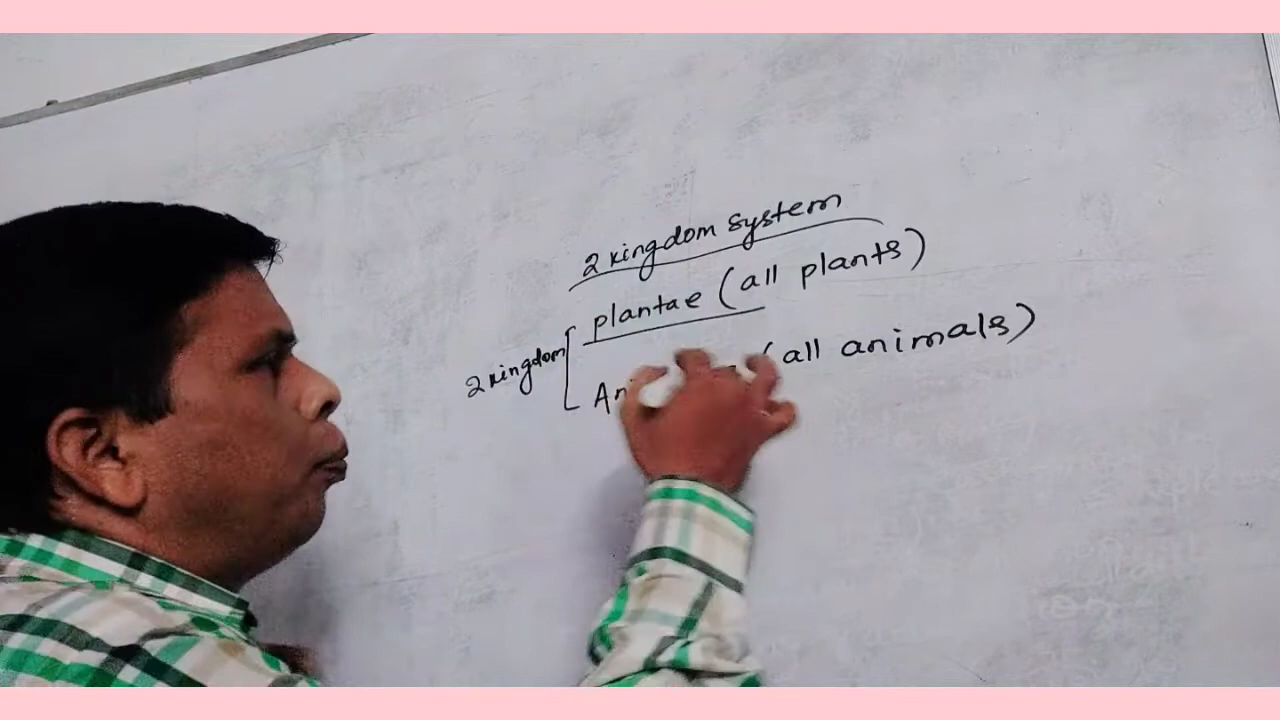 2 kingdom system
plantae (all plants)
2 kingdom
(all animals)